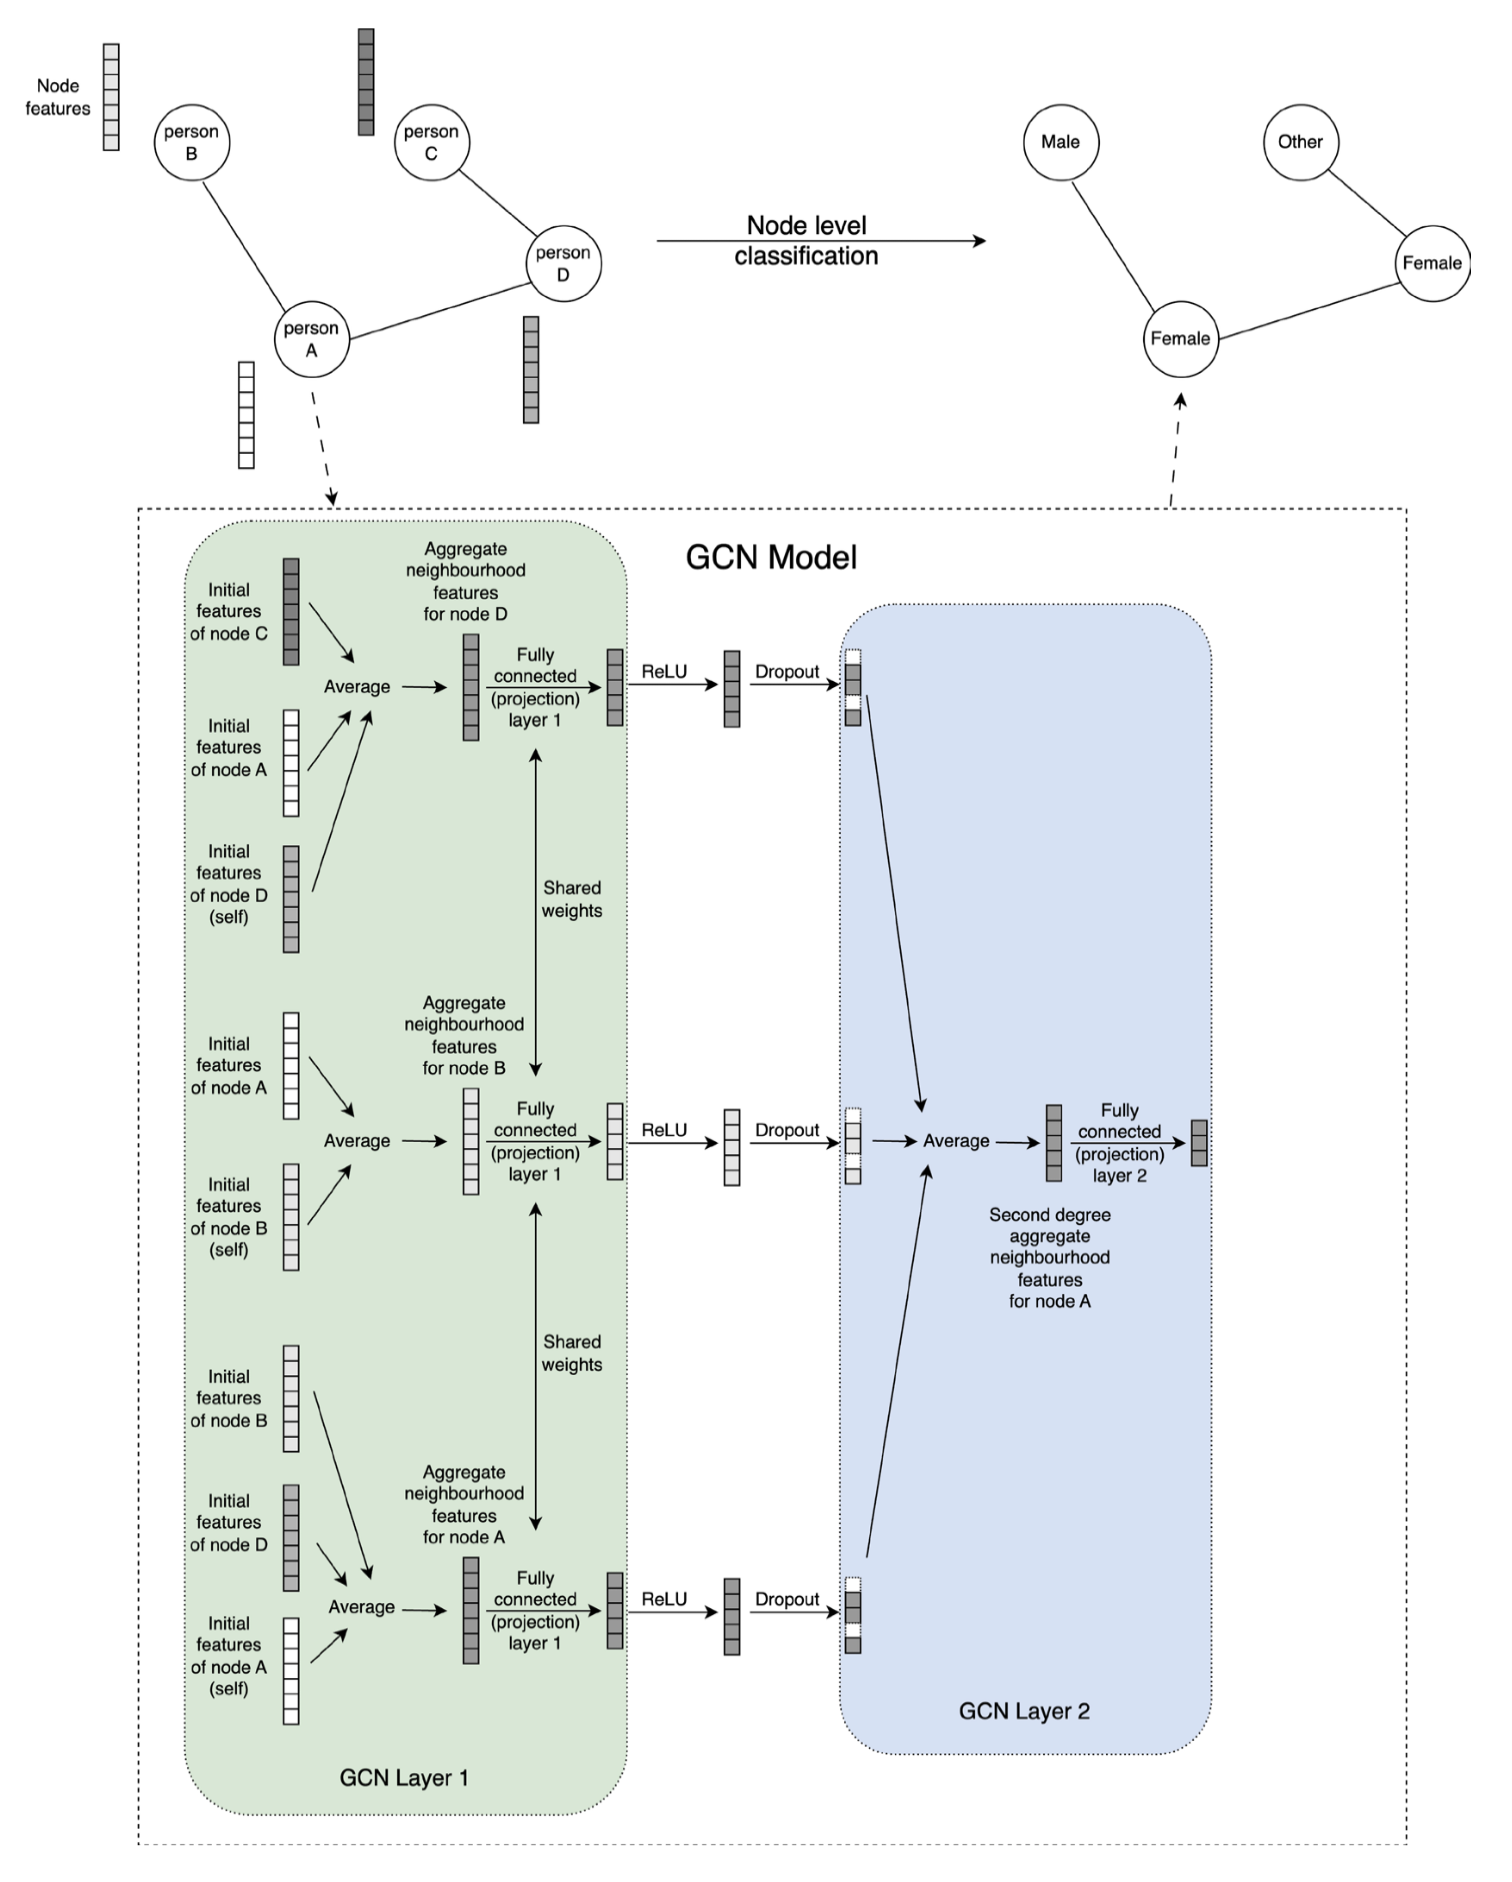 Node
features
person
B
person
C
person
D
person
A
Node level
classification
Male
Other
Female
Female
GCN Model
Initial
features
of node C
Initial
features
of node A
Initial
features
of node D
(self)
Average
Aggregate
neighbourhood
features
for node D
Fully
connected
(projection)
layer 1
ReLU
Dropout
Shared
weights
Initial
features
of node A
Initial
features
of node B
(self)
Average
Aggregate
neighbourhood
features
for node B
Fully
connected
(projection)
layer 1
ReLU
Dropout
Shared
weights
Initial
features
of node B
Initial
features
of node D
Initial
features
of node A
(self)
Average
Aggregate
neighbourhood
features
for node A
Fully
connected
(projection)
layer 1
ReLU
Dropout
GCN Layer 1
Average
Fully
connected
(projection)
layer 2
Second degree
aggregate
neighbourhood
features
for node A
GCN Layer 2